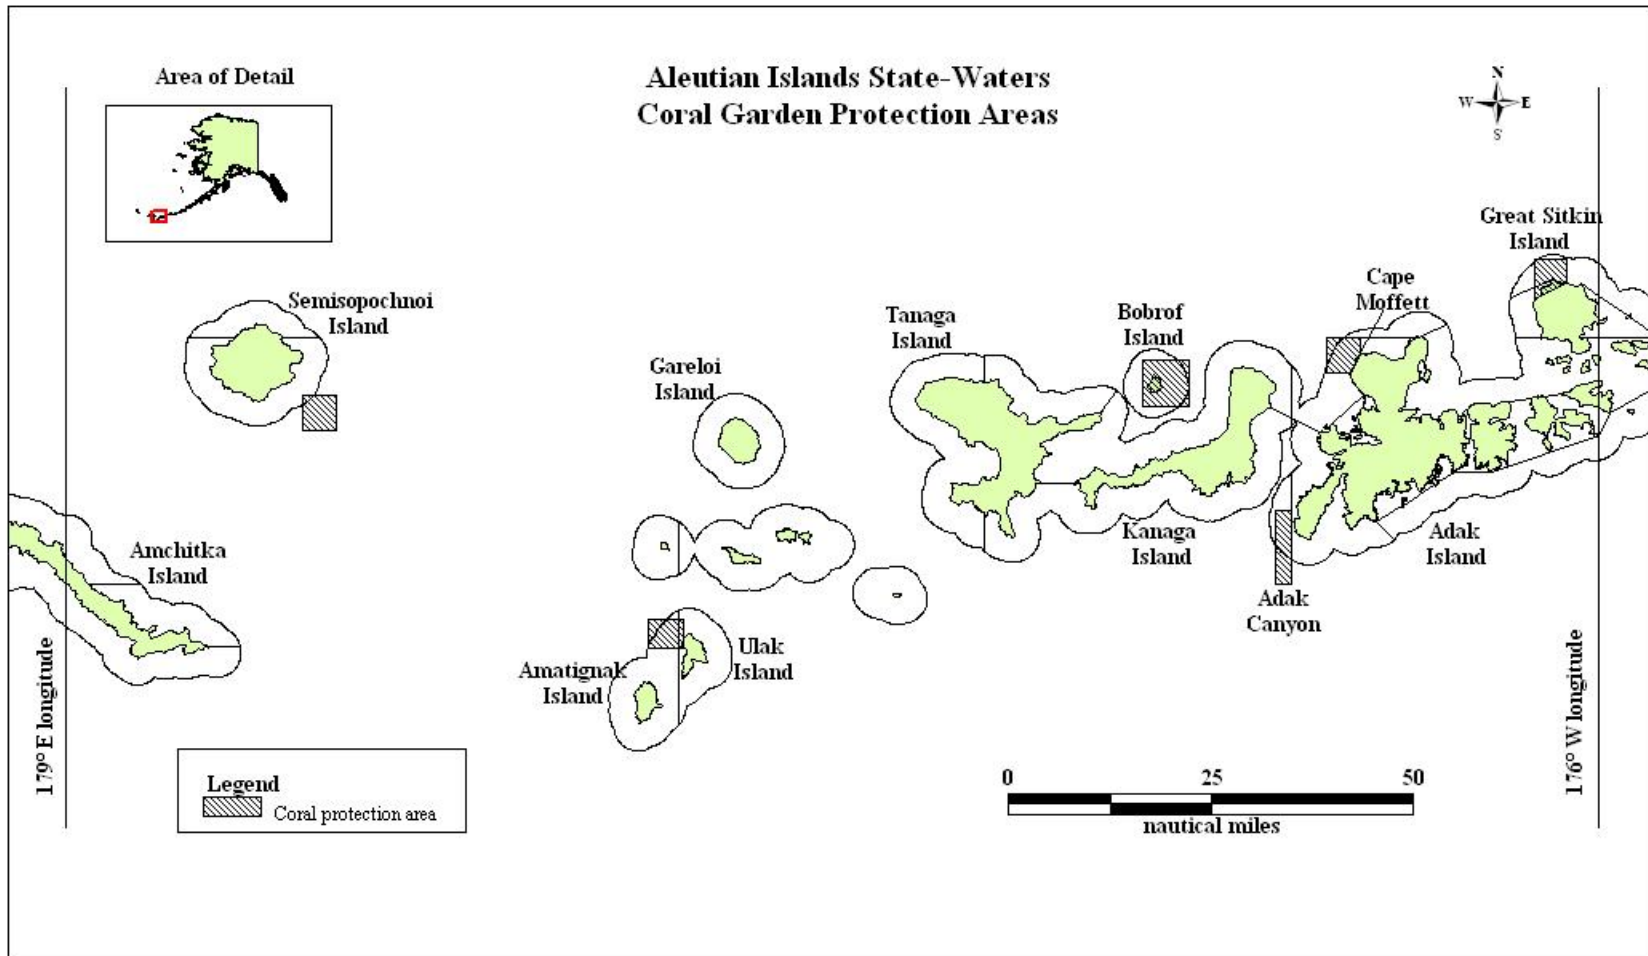 Aleutian Islands State-Waters
Coral Garden Protection Areas
Area of Detail
N
W E
S
Great Sitkin
Island
Cape
Moffett
Semisopochnoi
Island
Tanaga
Island
Bobrof
Island
Gareloi
Island
Amchitka
Island
Kanaga
Island
Adak
Island
Adak
Canyon
Ulak
Island
Amatignak
Island
179° E longitude
176° W longitude
Legend
Coral protection area
0 25 50
nautical miles